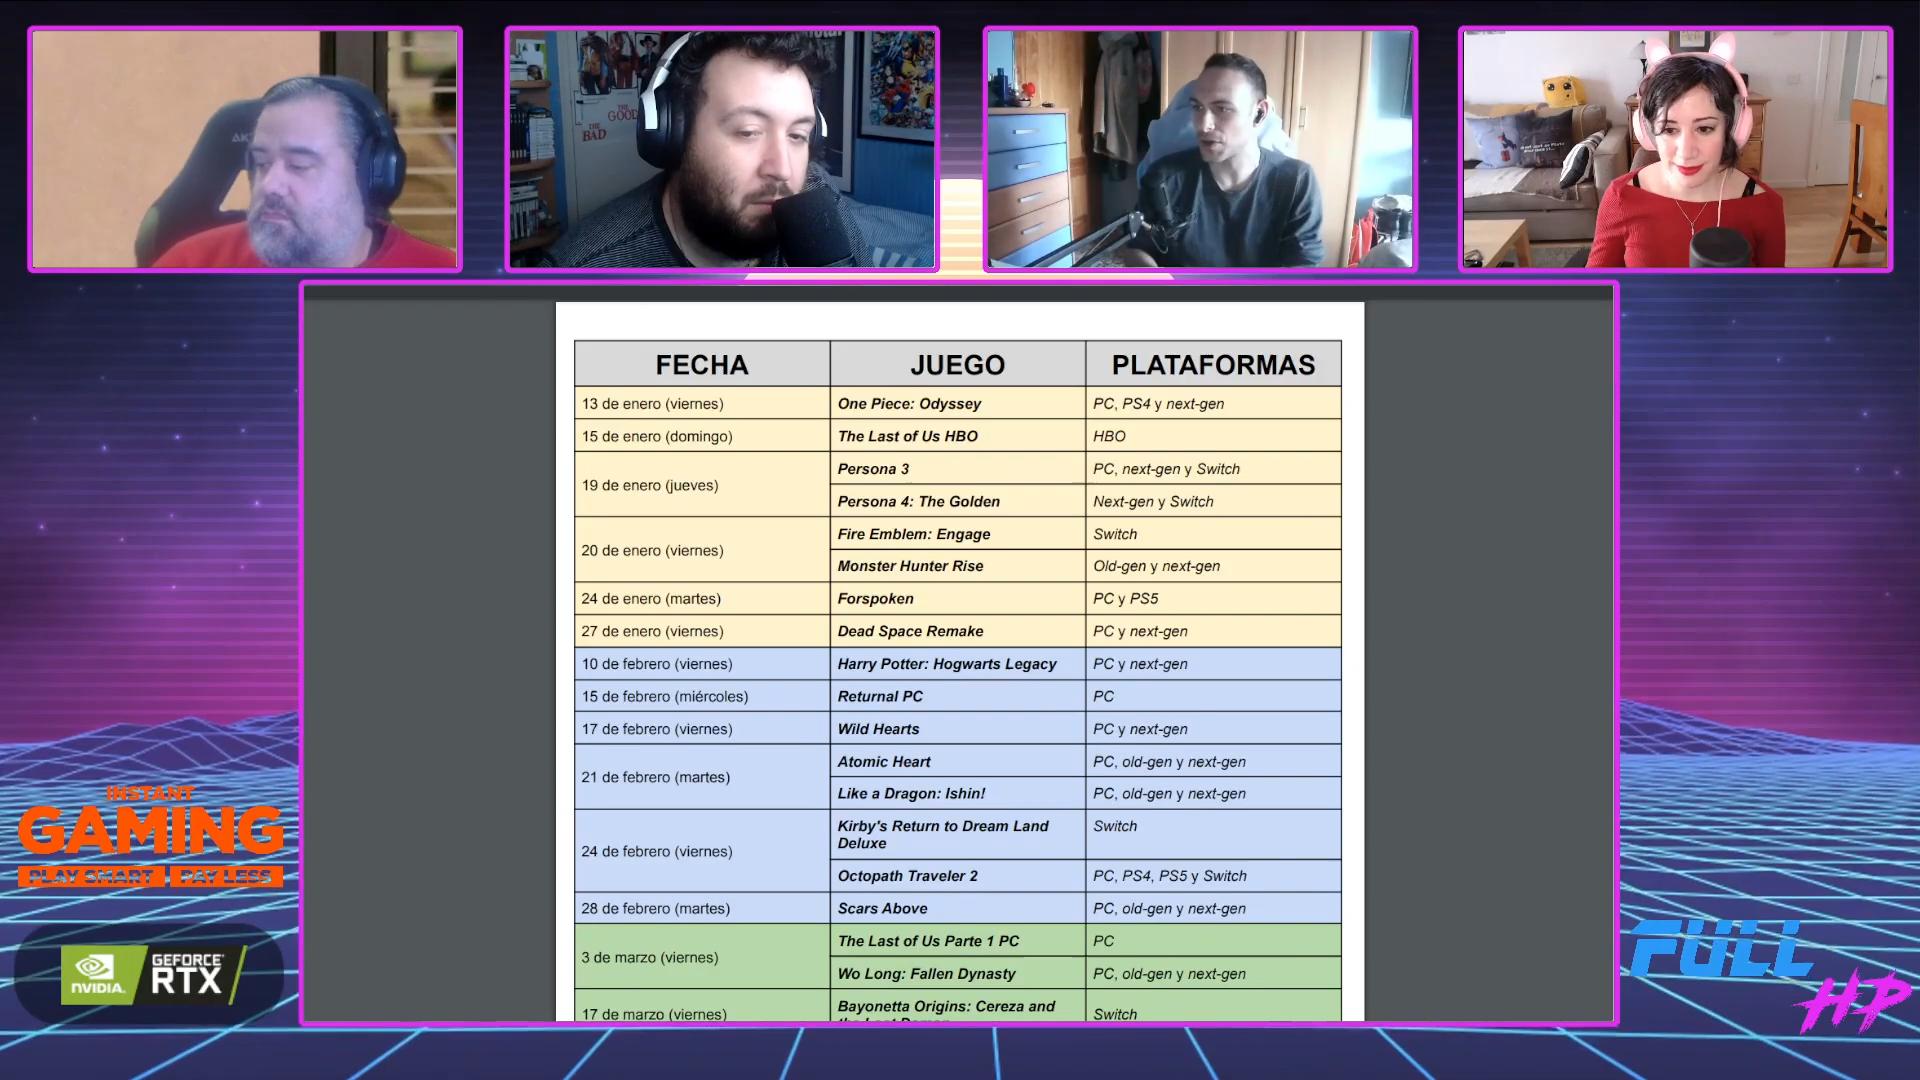 THE GOOD
THE BAD
FECHA JUEGO PLATAFORMAS
13 de enero (viernes) One Piece: Odyssey PC, PS4 y next-gen
15 de enero (domingo) The Last of Us HBO HBO
19 de enero (jueves) Persona 3 PC, next-gen y Switch
Persona 4: The Golden Next-gen y Switch
20 de enero (viernes) Fire Emblem: Engage Switch
Monster Hunter Rise Old-gen y next-gen
24 de enero (martes) Forspoken PC y PS5
27 de enero (viernes) Dead Space Remake PC y next-gen
10 de febrero (viernes) Harry Potter: Hogwarts Legacy PC y next-gen
15 de febrero (miércoles) Returnal PC PC
17 de febrero (viernes) Wild Hearts PC y next-gen
21 de febrero (martes) Atomic Heart PC, old-gen y next-gen
Like a Dragon: Ishin! PC, old-gen y next-gen
24 de febrero (viernes) Kirby's Return to Dream Land Switch
Deluxe
Octopath Traveler 2 PC, PS4, PS5 y Switch
28 de febrero (martes) Scars Above PC, old-gen y next-gen
3 de marzo (viernes) The Last of Us Parte 1 PC PC
Wo Long: Fallen Dynasty PC, old-gen y next-gen
17 de marzo (viernes) Bayonetta Origins: Cereza and Switch
INSTANT
GAMING
PLAY SMART PAY LESS
NVIDIA. GEFORCE
RTX
FULL
HP